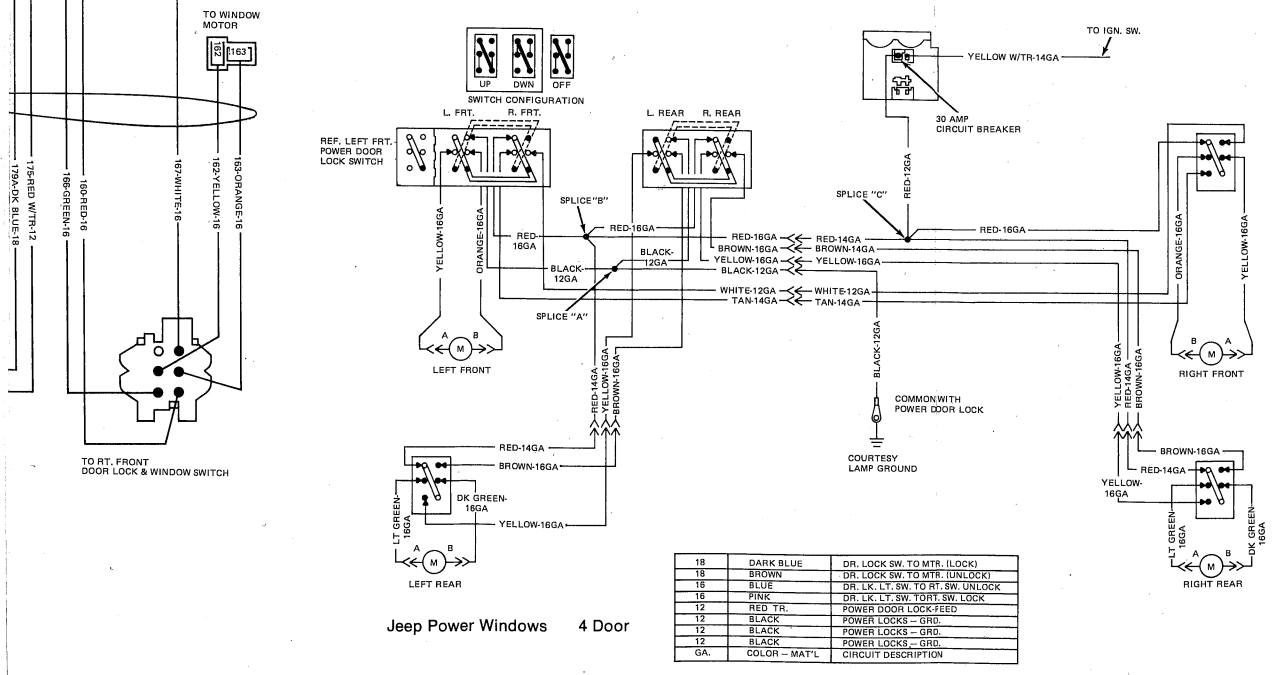 TO WINDOW
MOTOR
162
163
179A-DK BLUE-18
175-RED W/TR-12
166-GREEN-16
160-RED-16
167-WHITE-16
162-YELLOW-16
163-ORANGE-16
TO RT. FRONT
DOOR LOCK & WINDOW SWITCH
UP
DWN
OFF
SWITCH CONFIGURATION
L. FRT.
R. FRT.
REF. LEFT FRT.
POWER DOOR
LOCK SWITCH
L. REAR
R. REAR
TO IGN. SW.
YELLOW W/TR-14GA
30 AMP
CIRCUIT BREAKER
RED-12GA
SPLICE "C"
SPLICE "B"
SPLICE "A"
YELLOW-16GA
ORANGE-16GA
RED-
16GA
BLACK-
12GA
RED-16GA
BLACK-
12GA
RED-16GA
BROWN-16GA
YELLOW-16GA
BLACK-12GA
WHITE-12GA
TAN-14GA
RED-14GA
BROWN-14GA
YELLOW-16GA
WHITE-12GA
TAN-14GA
RED-16GA
ORANGE-16GA
YELLOW-16GA
A
M
B
LEFT FRONT
B
M
A
RIGHT FRONT
BLACK-12GA
COMMON WITH
POWER DOOR LOCK
COURTESY
LAMP GROUND
RED-14GA
YELLOW-16GA
BROWN-16GA
RED-14GA
BROWN-16GA
DK GREEN-
16GA
LT GREEN-
16GA
YELLOW-16GA
A
M
B
LEFT REAR
YELLOW-16GA
RED-14GA
BROWN-16GA
BROWN-16GA
RED-14GA
YELLOW-
16GA
LT GREEN-
16GA
DK GREEN-
16GA
A
M
B
RIGHT REAR
Jeep Power Windows 4 Door
18 DARK BLUE DR. LOCK SW. TO MTR. (LOCK)
18 BROWN DR. LOCK SW. TO MTR. (UNLOCK)
16 BLUE DR. LK. LT. SW. TO RT. SW. UNLOCK
16 PINK DR. LK. LT. SW. TORT. SW. LOCK
12 RED TR. POWER DOOR LOCK-FEED
12 BLACK POWER LOCKS – GRD.
12 BLACK POWER LOCKS – GRD.
12 BLACK POWER LOCKS – GRD.
GA. COLOR – MAT'L CIRCUIT DESCRIPTION